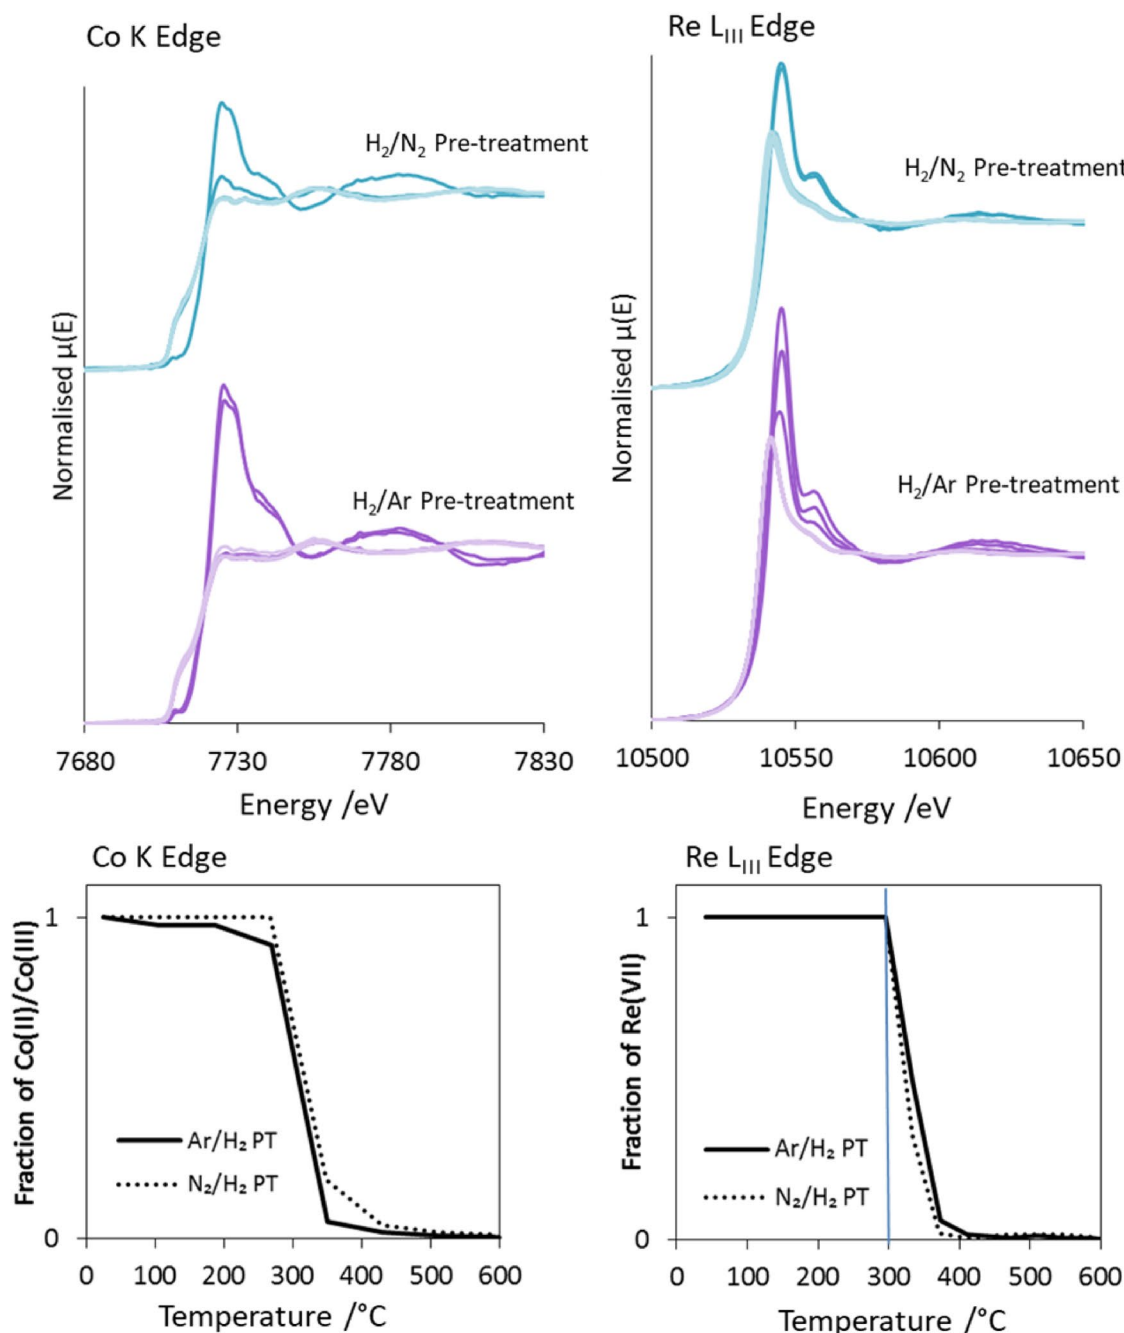 Co K Edge
Normalised μ(E)
H₂/N₂ Pre-treatment
H₂/Ar Pre-treatment
7680 7730 7780 7830
Energy /eV
Re L_III Edge
Normalised μ(E)
H₂/N₂ Pre-treatment
H₂/Ar Pre-treatment
10500 10550 10600 10650
Energy /eV
Co K Edge
Fraction of Co(II)/Co(III)
1
Ar/H₂ PT
N₂/H₂ PT
0
0 100 200 300 400 500 600
Temperature /°C
Re L_III Edge
Fraction of Re(VII)
1
Ar/H₂ PT
N₂/H₂ PT
0
0 100 200 300 400 500 600
Temperature /°C